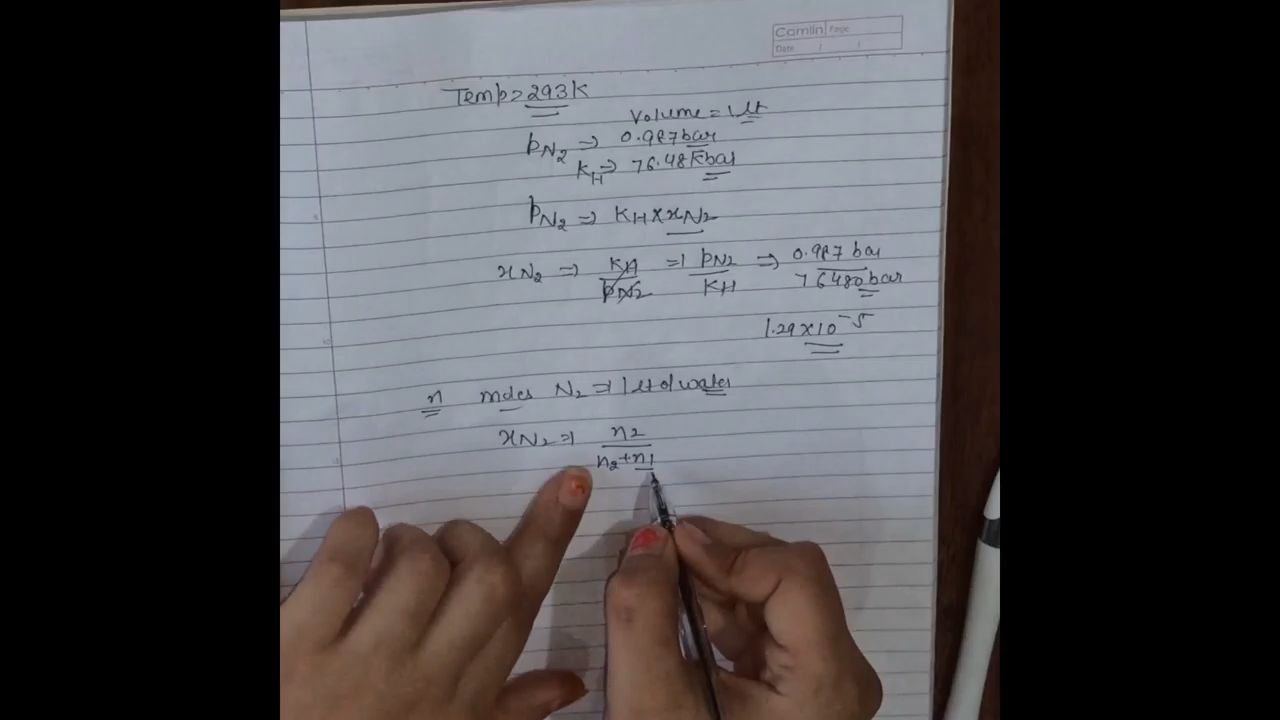 Camlin Page
Date / /
Temp ⇒ 293K
Volume = 1 lt
pN₂ ⇒ 0.987 bar
KH ⇒ 76.48 Kbar
pN₂ ⇒ KH × xN₂
xN₂ ⇒ KH/pN₂ ⇒ pN₂/KH ⇒ 0.987 bar/76480 bar
1.29 × 10⁻⁵
n moles N₂ ⇒ 1 lt of water
xN₂ ⇒ n₂/n₂+n₁